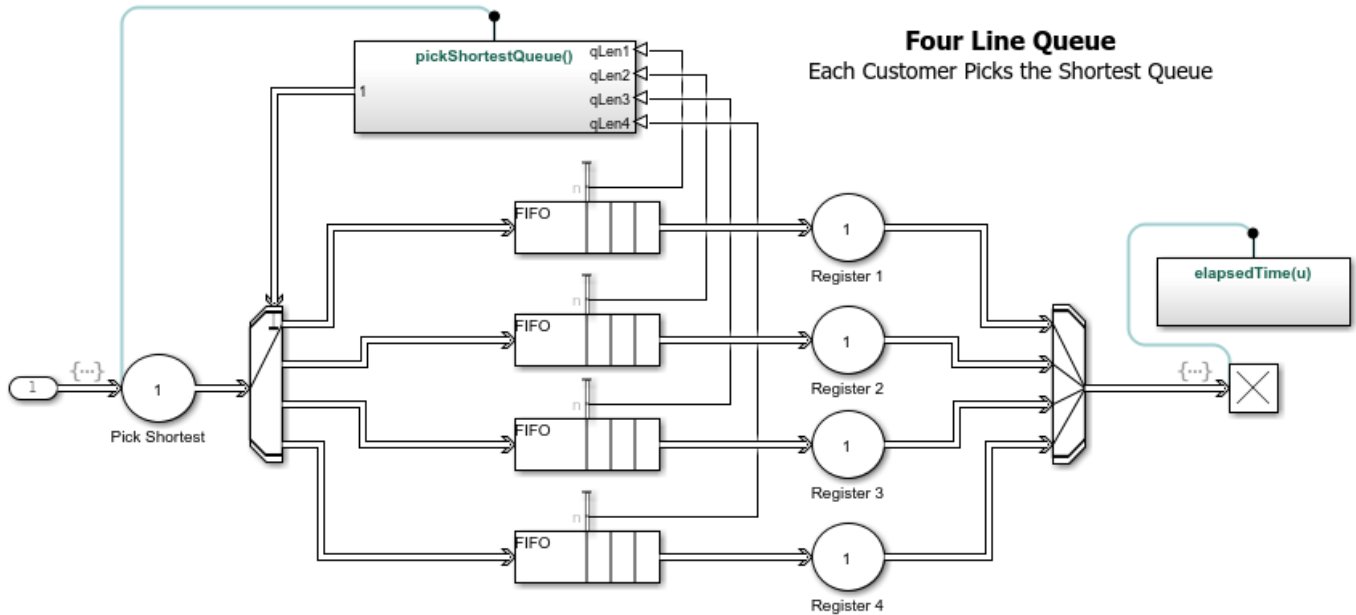 Four Line Queue
Each Customer Picks the Shortest Queue
pickShortestQueue()
qLen1
qLen2
qLen3
qLen4
1
n
FIFO
1
Register 1
n
FIFO
1
Register 2
{...}
1
1
Pick Shortest
1
n
FIFO
1
Register 3
n
FIFO
1
Register 4
elapsedTime(u)
{...}